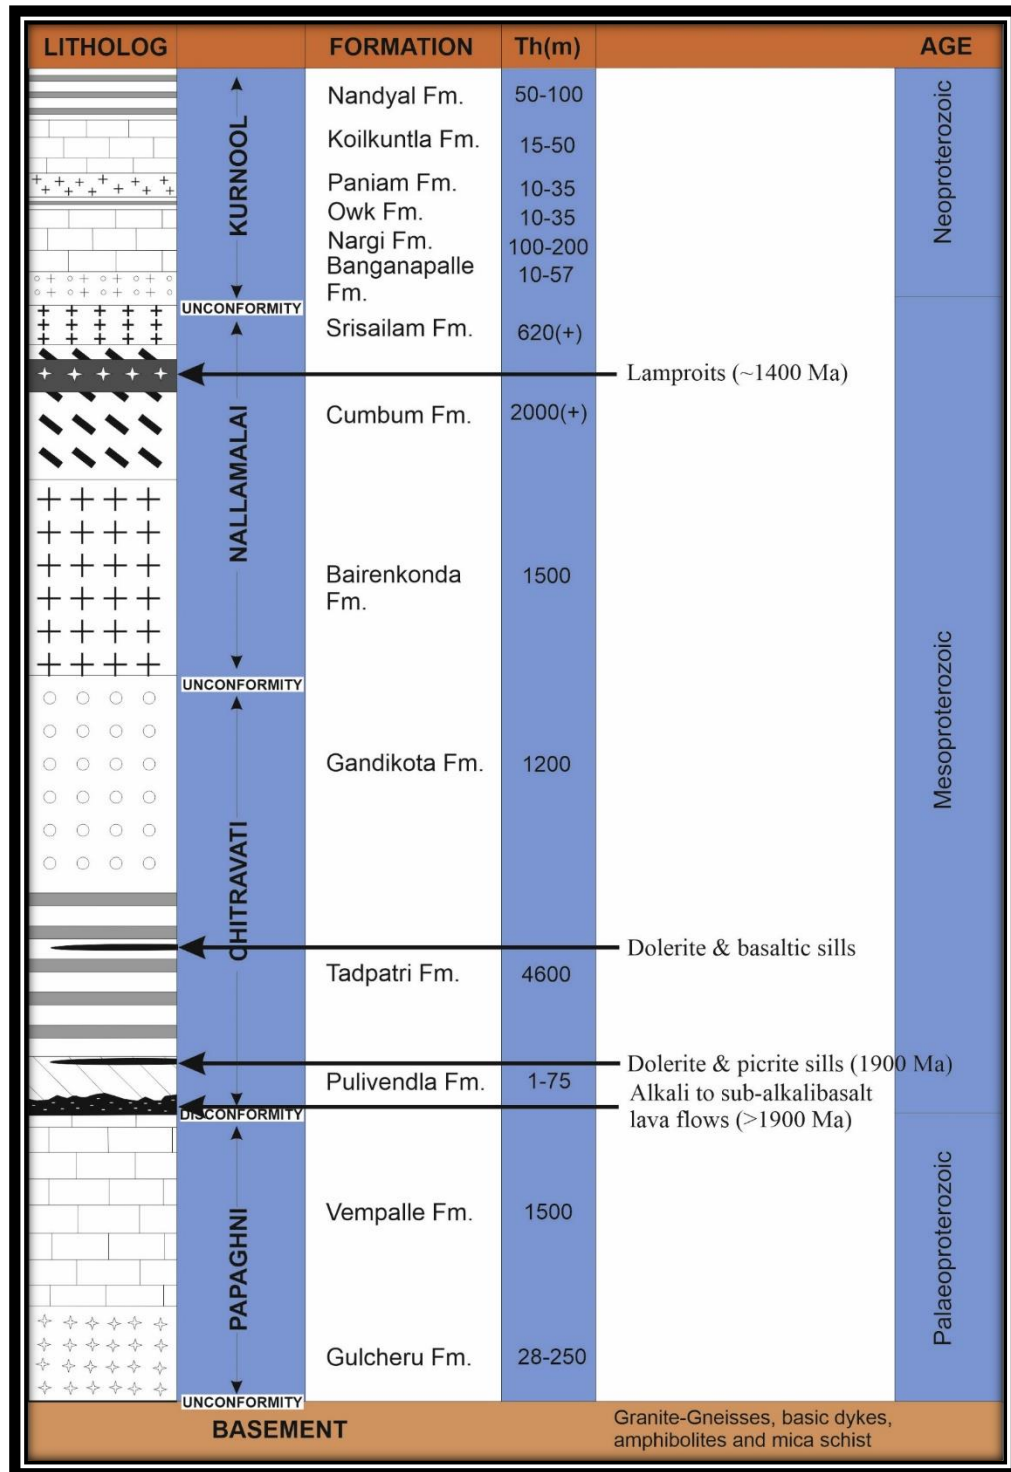 LITHOLOG FORMATION Th(m) AGE
KURNOOL
Nandyal Fm. 50-100
Neoproterozoic
Koilkuntla Fm. 15-50
Paniam Fm. 10-35
Owk Fm. 10-35
Nargi Fm. 100-200
Banganapalle
Fm. 10-57
UNCONFORMITY
NALLAMALAI
Srisailam Fm. 620(+)
Lamproits (~1400 Ma)
Cumbum Fm. 2000(+)
Bairenkonda
Fm. 1500
Mesoproterozoic
UNCONFORMITY
CHITRAVATI
Gandikota Fm. 1200
Dolerite & basaltic sills
Tadpatri Fm. 4600
Dolerite & picrite sills (1900 Ma)
Pulivendla Fm. 1-75
Alkali to sub-alkalibasalt
lava flows (>1900 Ma)
DISCONFORMITY
PAPAGHNI
Vempalle Fm. 1500
Palaeoproterozoic
Gulcheru Fm. 28-250
UNCONFORMITY
BASEMENT
Granite-Gneisses, basic dykes,
amphibolites and mica schist